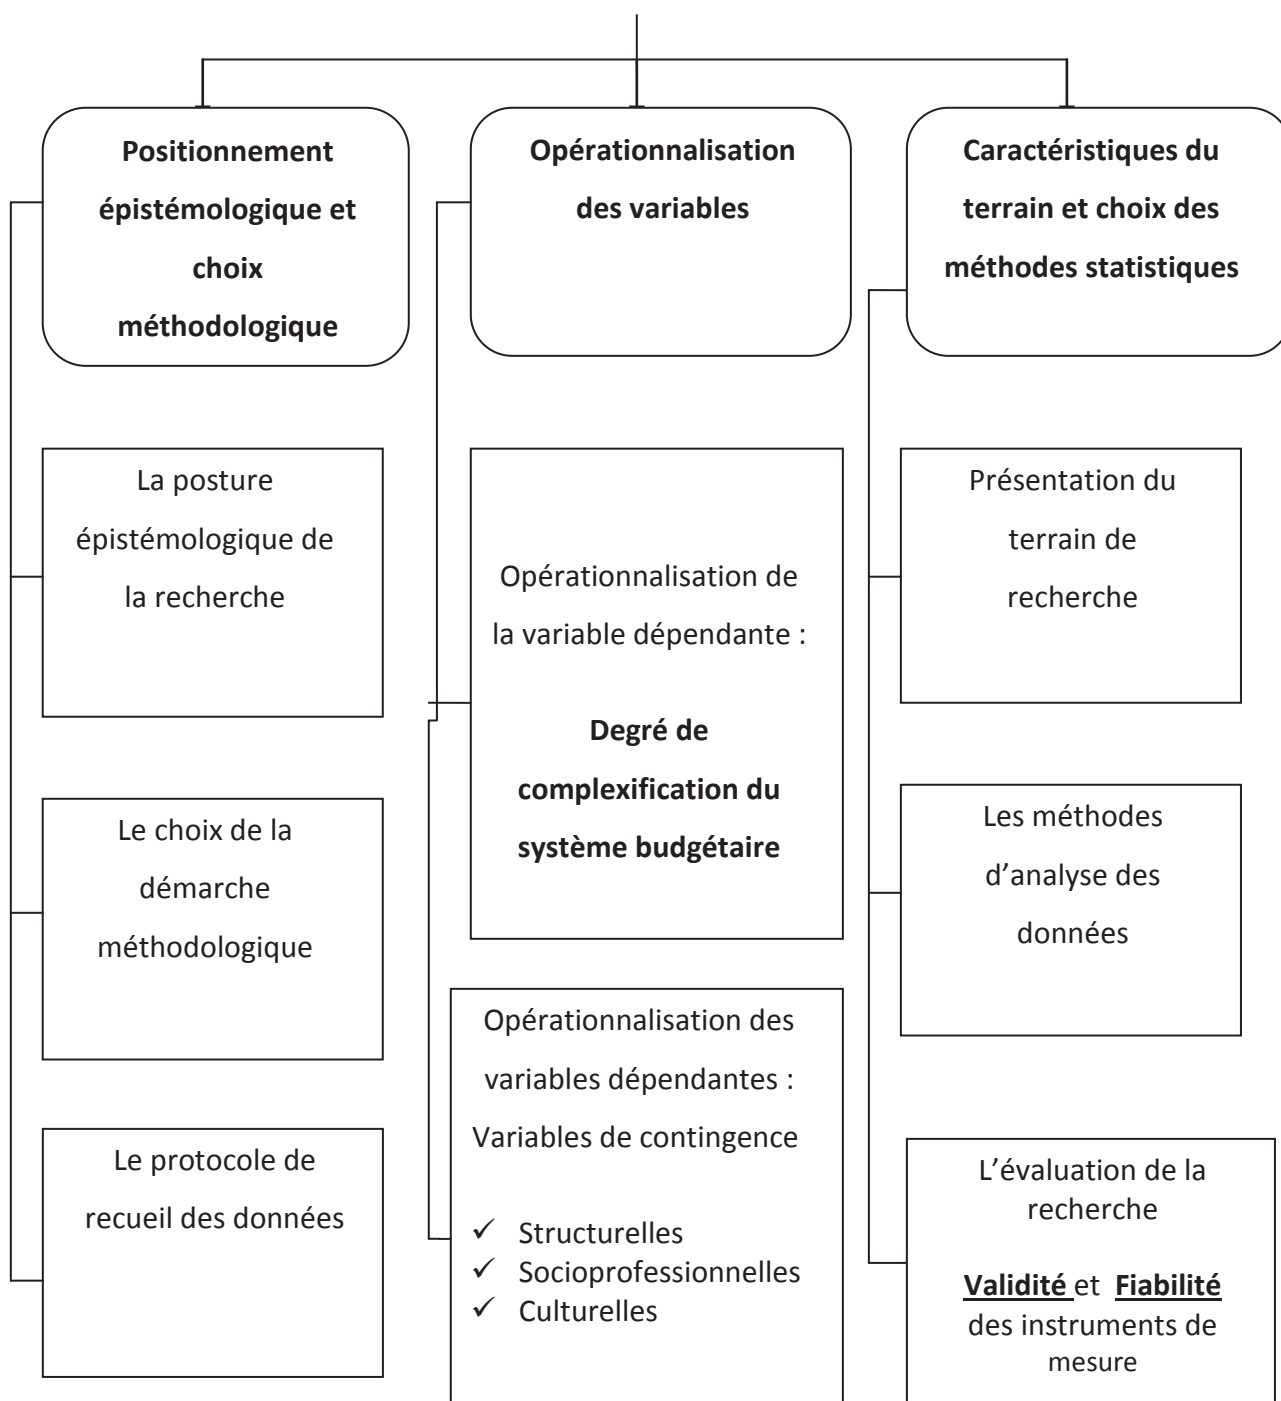 Positionnement
épistémologique et
choix
méthodologique
La posture
épistémologique de
la recherche
Le choix de la
démarche
méthodologique
Le protocole de
recueil des données
Opérationnalisation
des variables
Opérationnalisation de
la variable dépendante :
Degré de
complexification du
système budgétaire
Opérationnalisation des
variables dépendantes :
Variables de contingence
✓ Structurelles
✓ Socioprofessionnelles
✓ Culturelles
Caractéristiques du
terrain et choix des
méthodes statistiques
Présentation du
terrain de
recherche
Les méthodes
d’analyse des
données
L’évaluation de la
recherche
Validité et Fiabilité
des instruments de
mesure